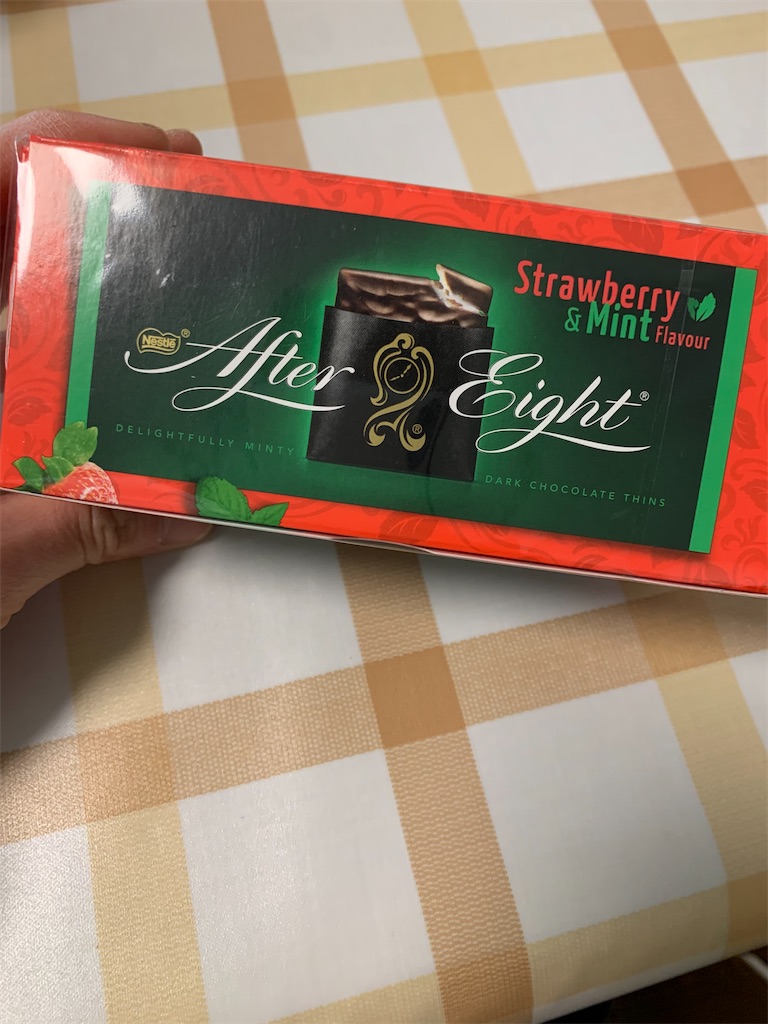 Strawberry
& Mint Flavour
Nestlé®
After Eight®
®
DELIGHTFULLY MINTY
DARK CHOCOLATE THINS